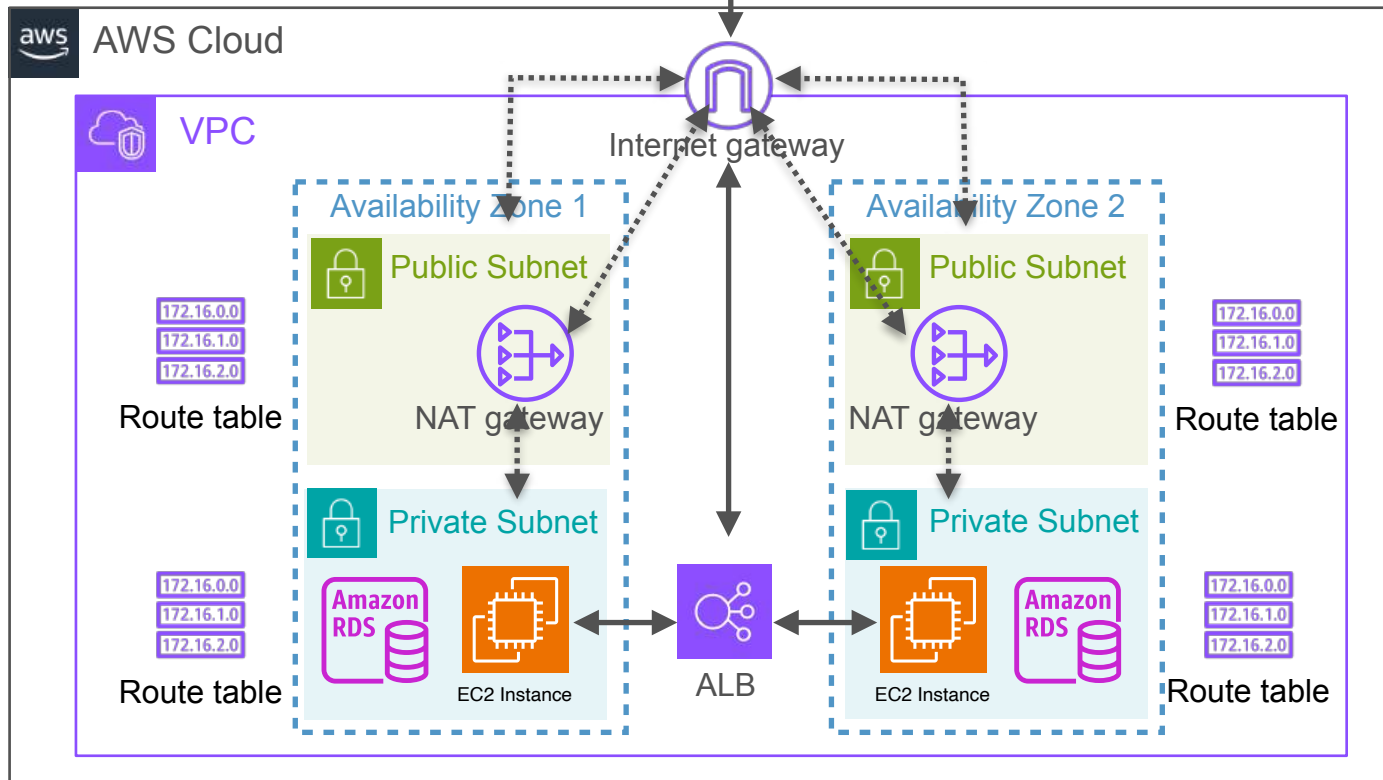 aws
AWS Cloud
VPC
Internet gateway
Availability Zone 1
Availability Zone 2
Public Subnet
Public Subnet
172.16.0.0
172.16.1.0
172.16.2.0
Route table
172.16.0.0
172.16.1.0
172.16.2.0
Route table
NAT gateway
NAT gateway
Private Subnet
Private Subnet
172.16.0.0
172.16.1.0
172.16.2.0
Route table
Amazon
RDS
EC2 Instance
ALB
EC2 Instance
Amazon
RDS
172.16.0.0
172.16.1.0
172.16.2.0
Route table